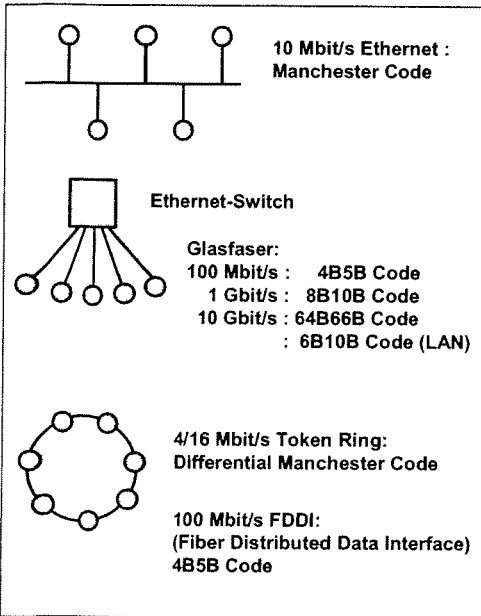 10 Mbit/s Ethernet :
Manchester Code
Ethernet-Switch
Glasfaser:
100 Mbit/s : 4B5B Code
1 Gbit/s : 8B10B Code
10 Gbit/s : 64B66B Code
: 6B10B Code (LAN)
4/16 Mbit/s Token Ring:
Differential Manchester Code
100 Mbit/s FDDI:
(Fiber Distributed Data Interface)
4B5B Code